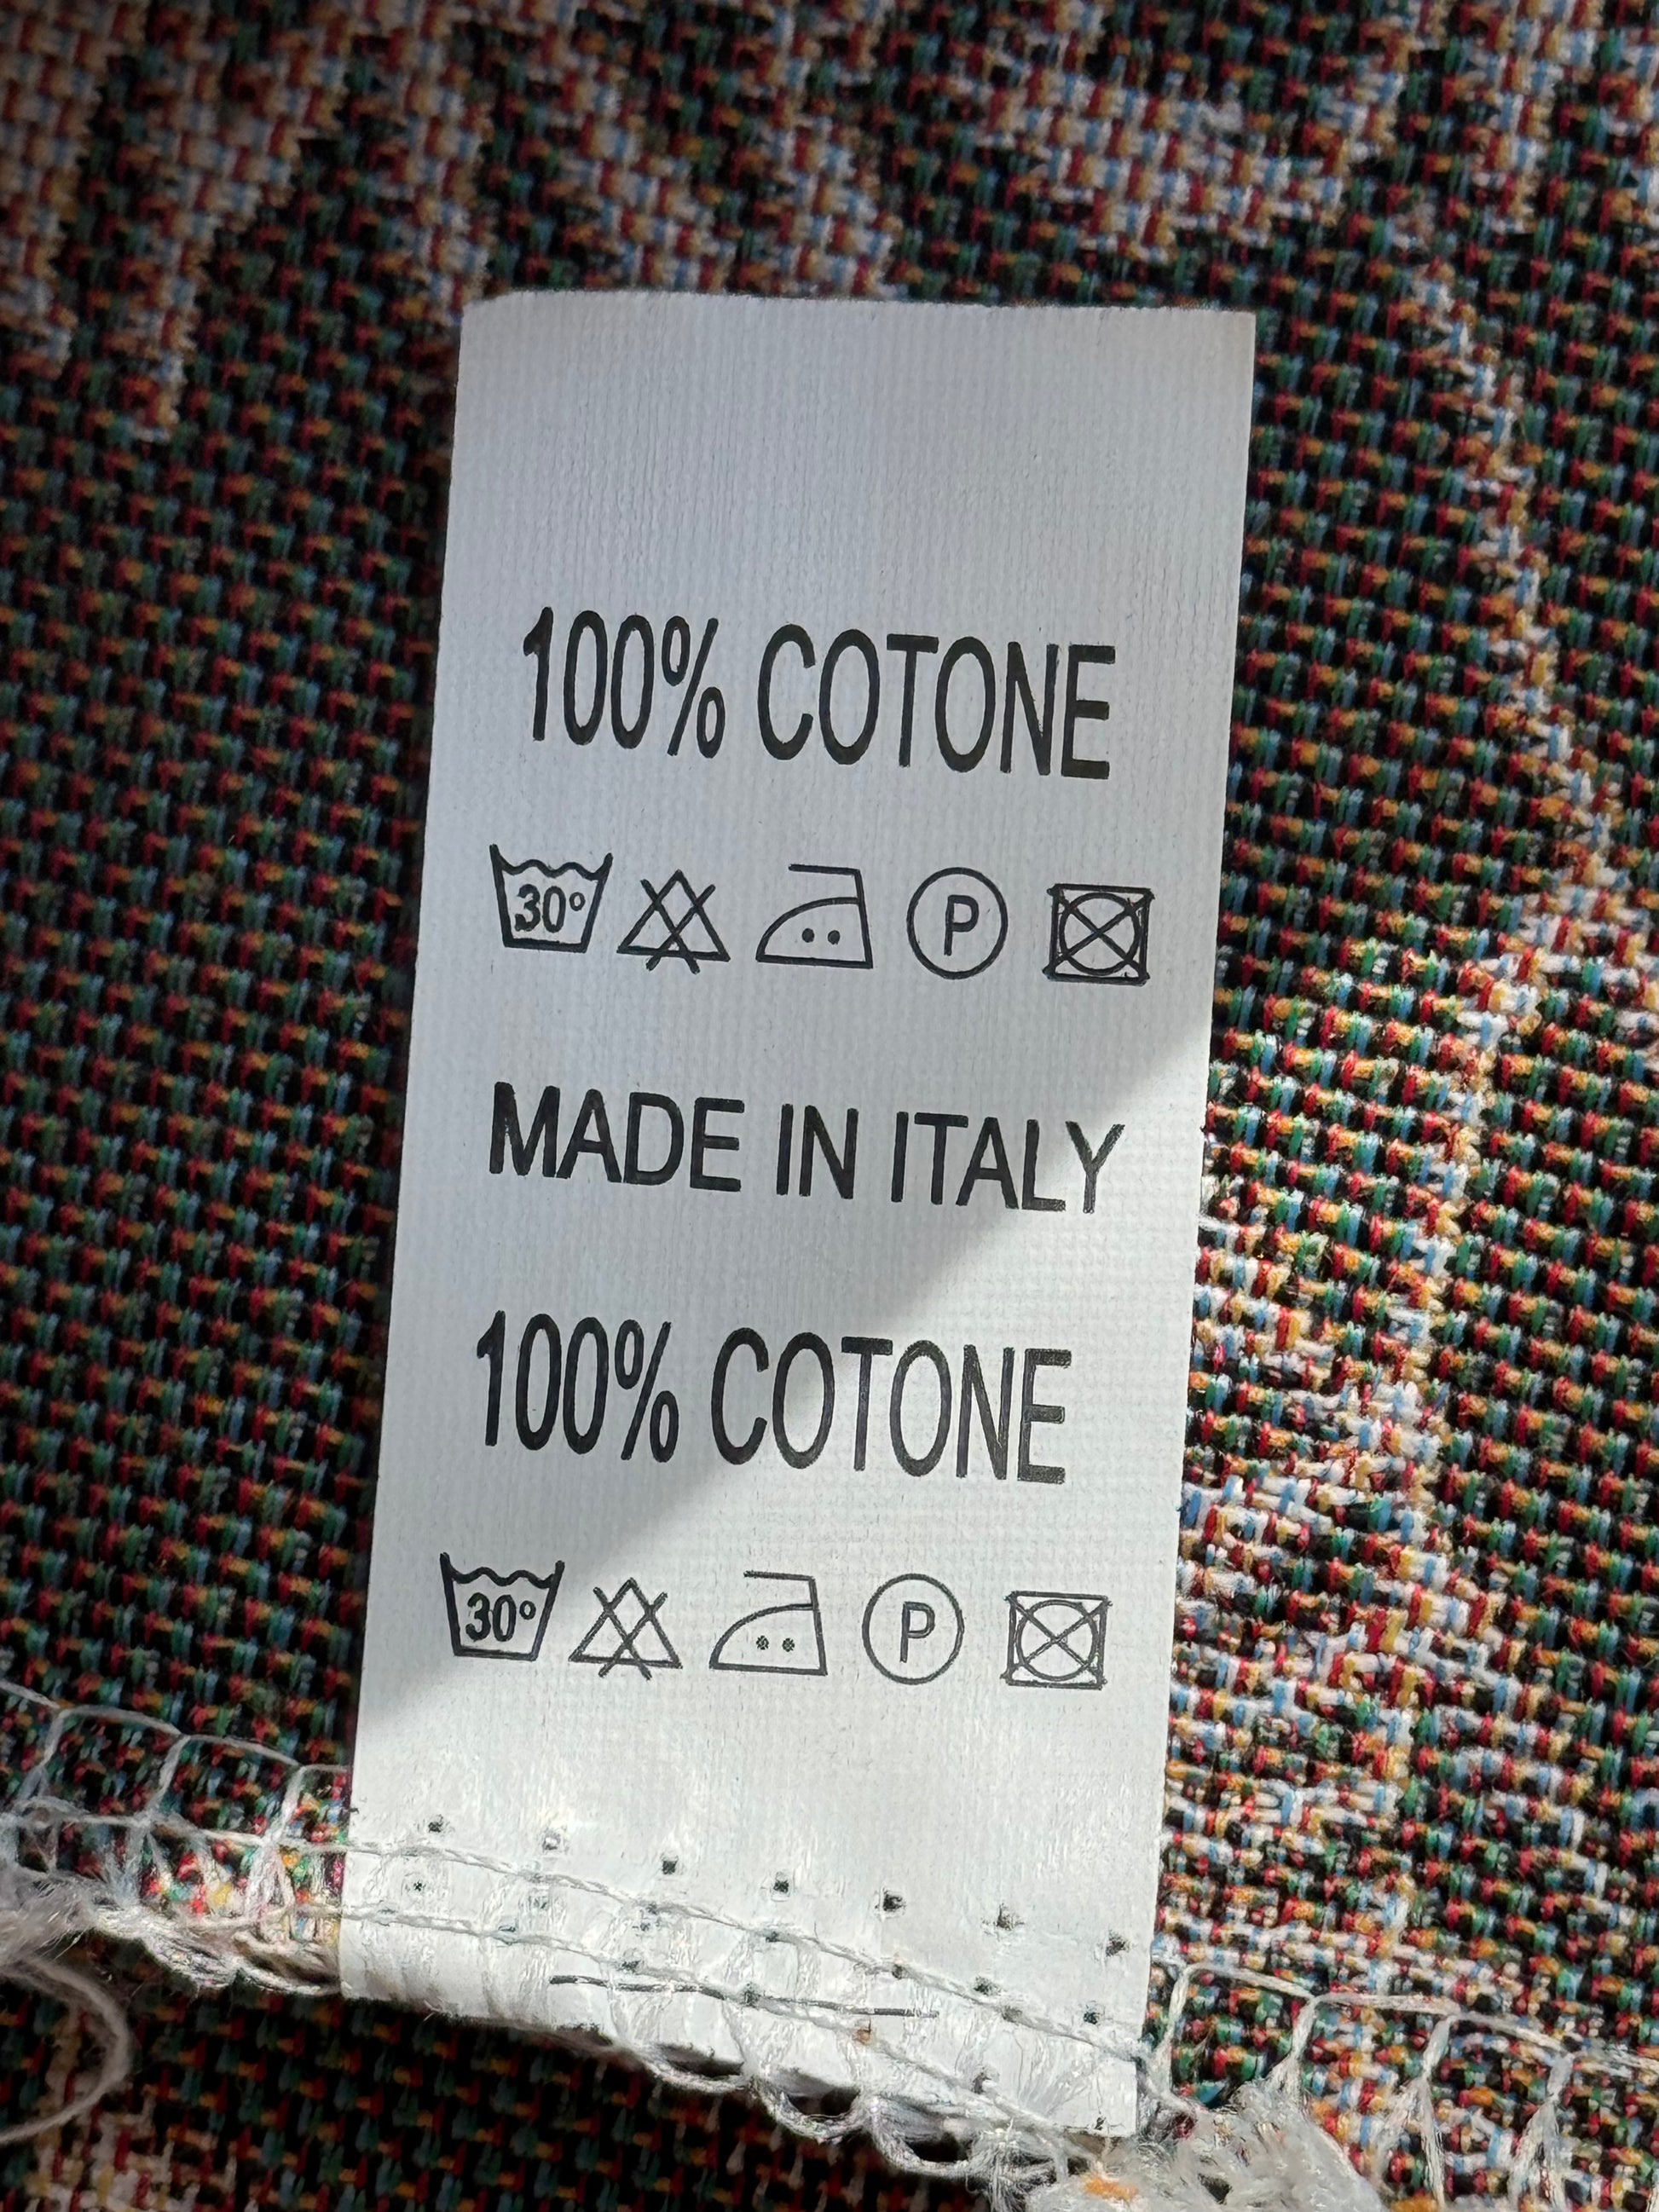 100% COTONE
30° P
MADE IN ITALY
100% COTONE
30° P